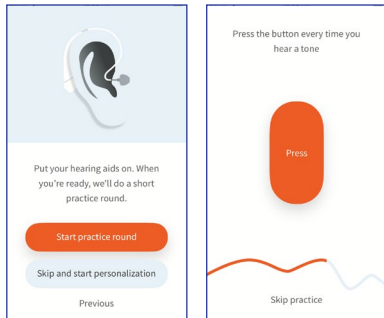 Put your hearing aids on. When
you're ready, we'll do a short
practice round.
Start practice round
Skip and start personalization
Previous
Press the button every time you
hear a tone
Press
Skip practice